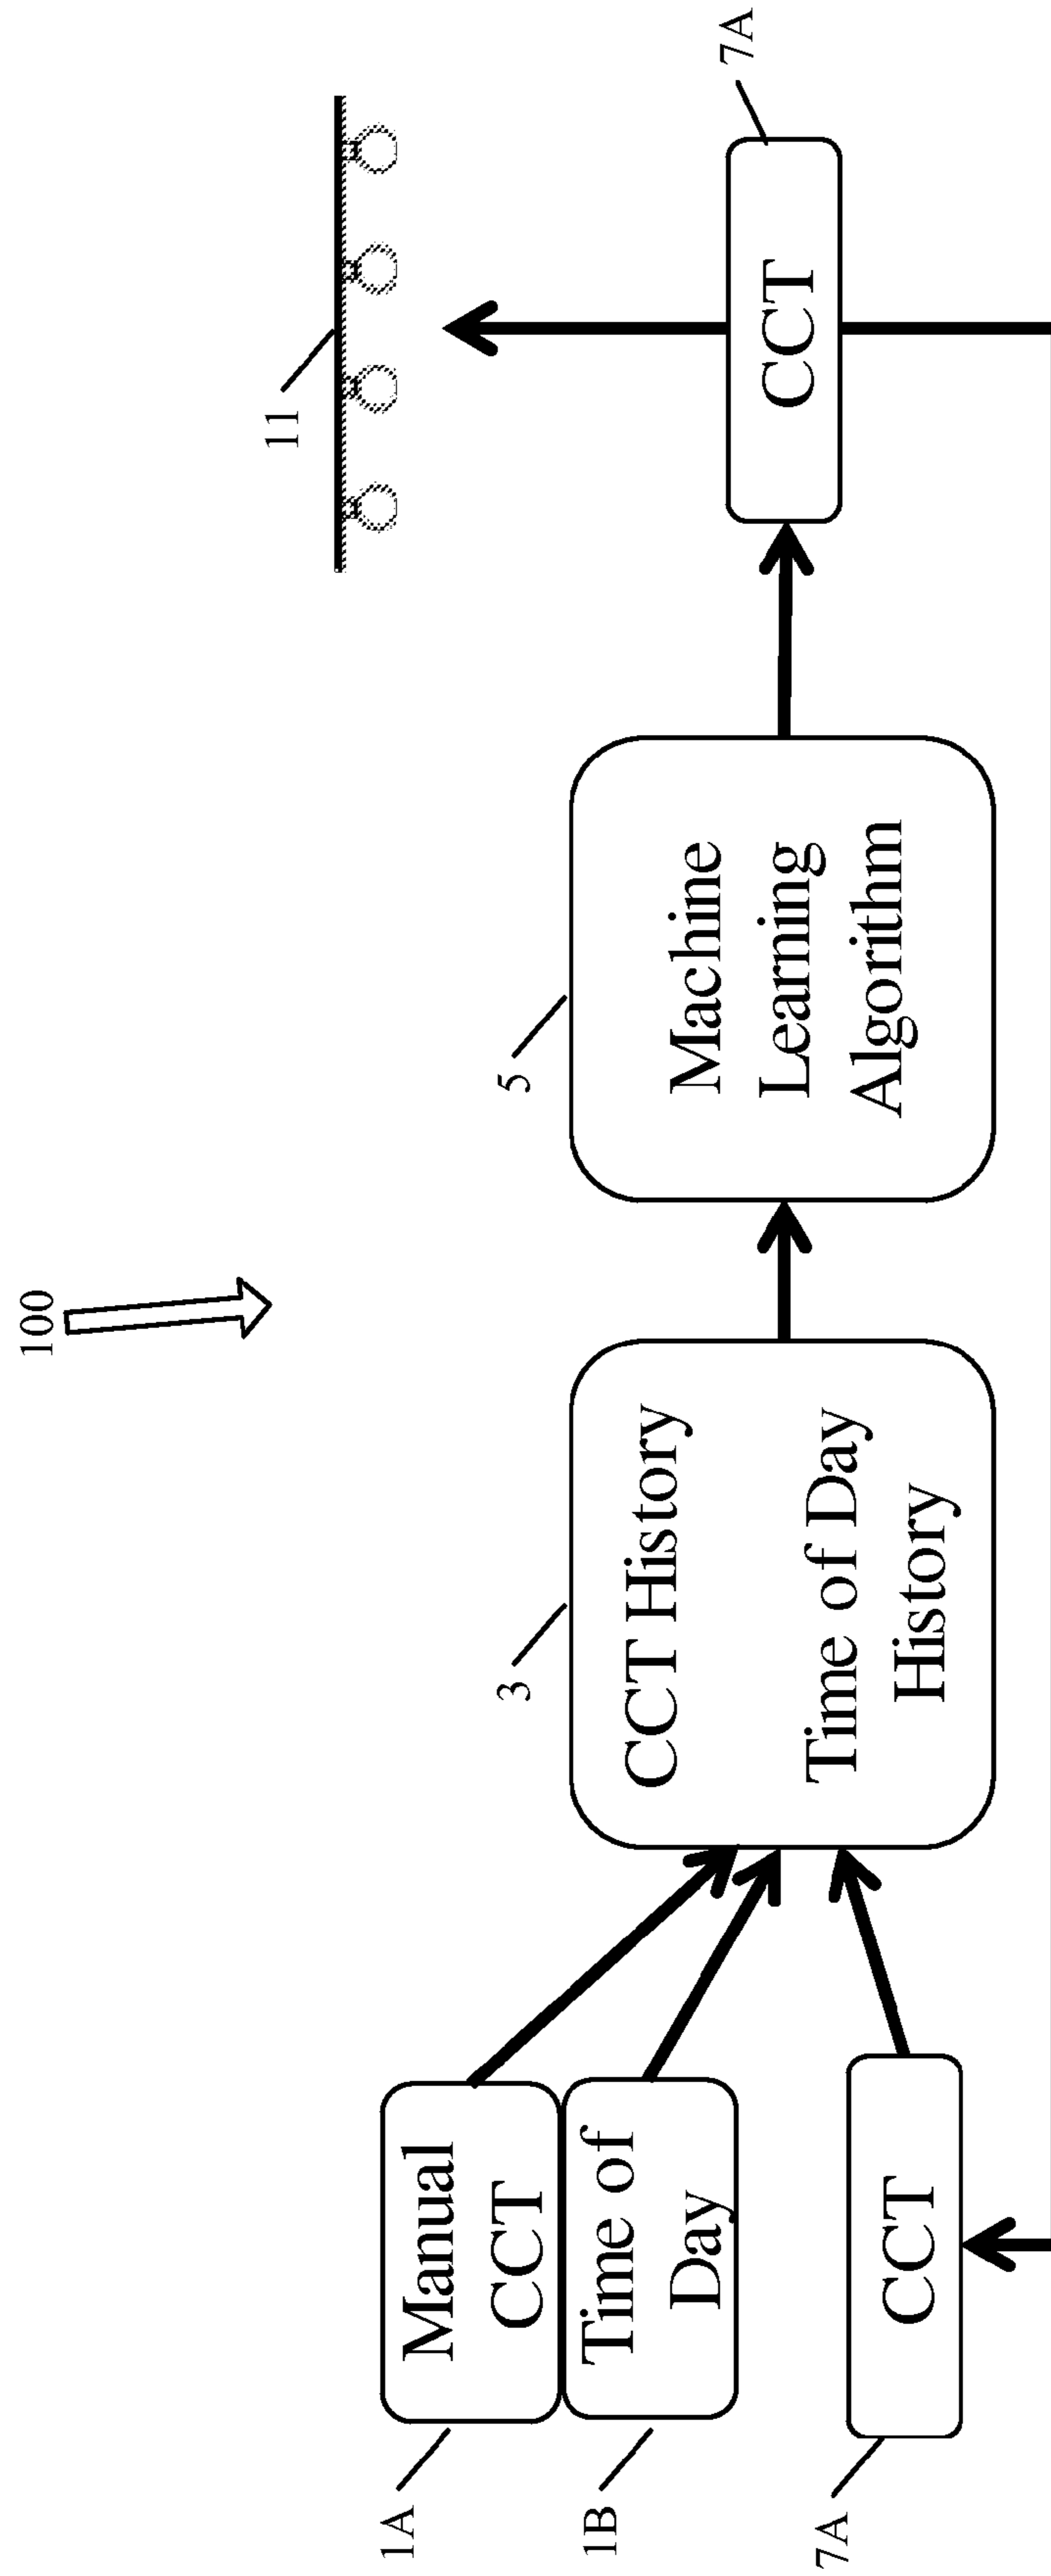 100
11
1A
Manual
CCT
1B
Time of
Day
7A
CCT
3
CCT History
Time of Day
History
5
Machine
Learning
Algorithm
CCT
7A